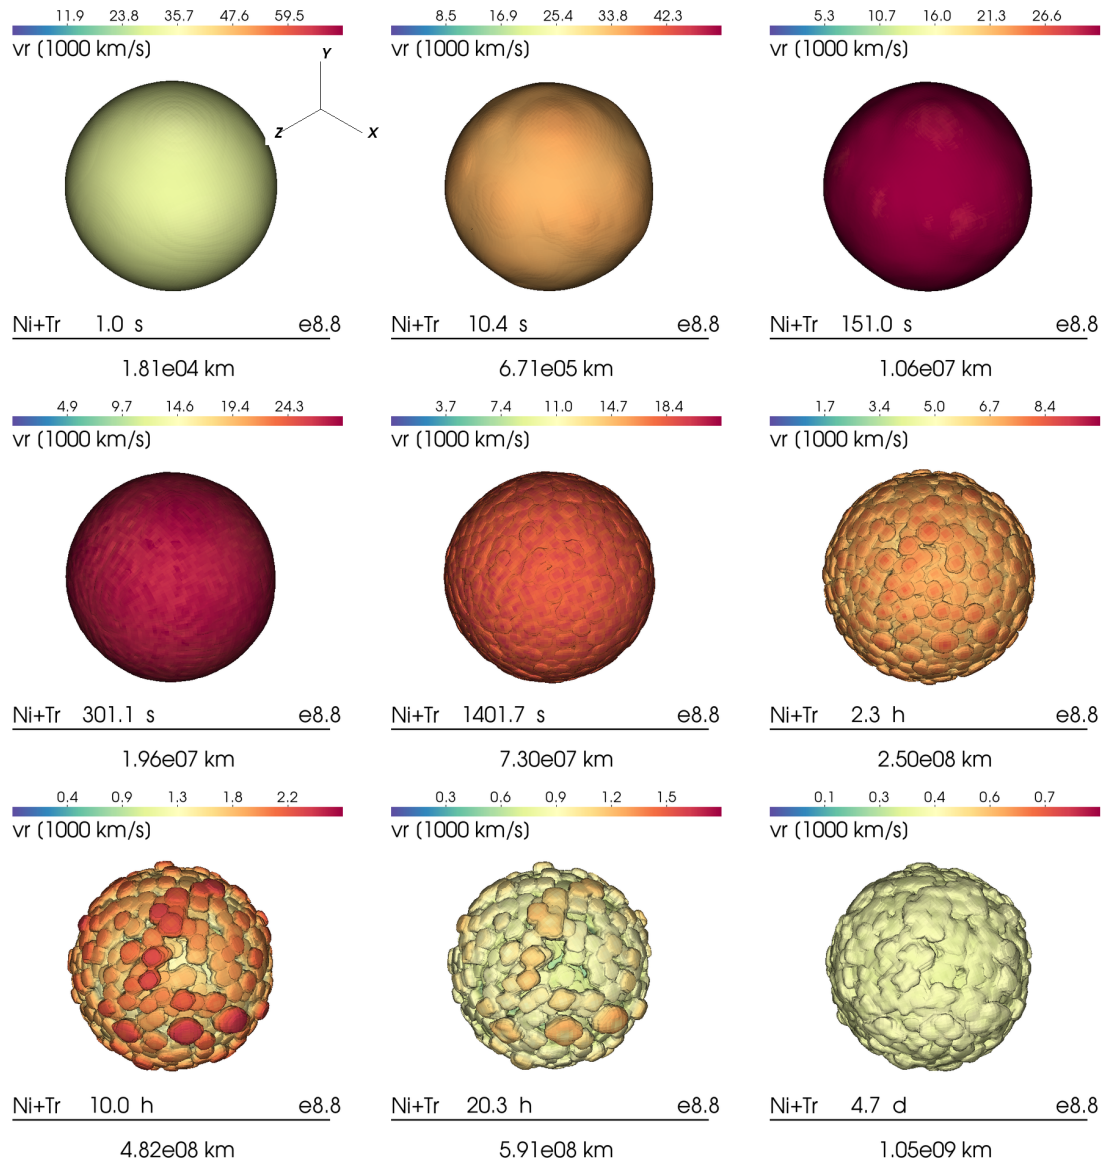 11.9 23.8 35.7 47.6 59.5
vr (1000 km/s)
Y
Z
X
Ni+Tr 1.0 s e8.8
1.81e04 km
8.5 16.9 25.4 33.8 42.3
vr (1000 km/s)
Ni+Tr 10.4 s e8.8
6.71e05 km
5.3 10.7 16.0 21.3 26.6
vr (1000 km/s)
Ni+Tr 151.0 s e8.8
1.06e07 km
4.9 9.7 14.6 19.4 24.3
vr (1000 km/s)
Ni+Tr 301.1 s e8.8
1.96e07 km
3.7 7.4 11.0 14.7 18.4
vr (1000 km/s)
Ni+Tr 1401.7 s e8.8
7.30e07 km
1.7 3.4 5.0 6.7 8.4
vr (1000 km/s)
Ni+Tr 2.3 h e8.8
2.50e08 km
0.4 0.9 1.3 1.8 2.2
vr (1000 km/s)
Ni+Tr 10.0 h e8.8
4.82e08 km
0.3 0.6 0.9 1.2 1.5
vr (1000 km/s)
Ni+Tr 20.3 h e8.8
5.91e08 km
0.1 0.3 0.4 0.6 0.7
vr (1000 km/s)
Ni+Tr 4.7 d e8.8
1.05e09 km